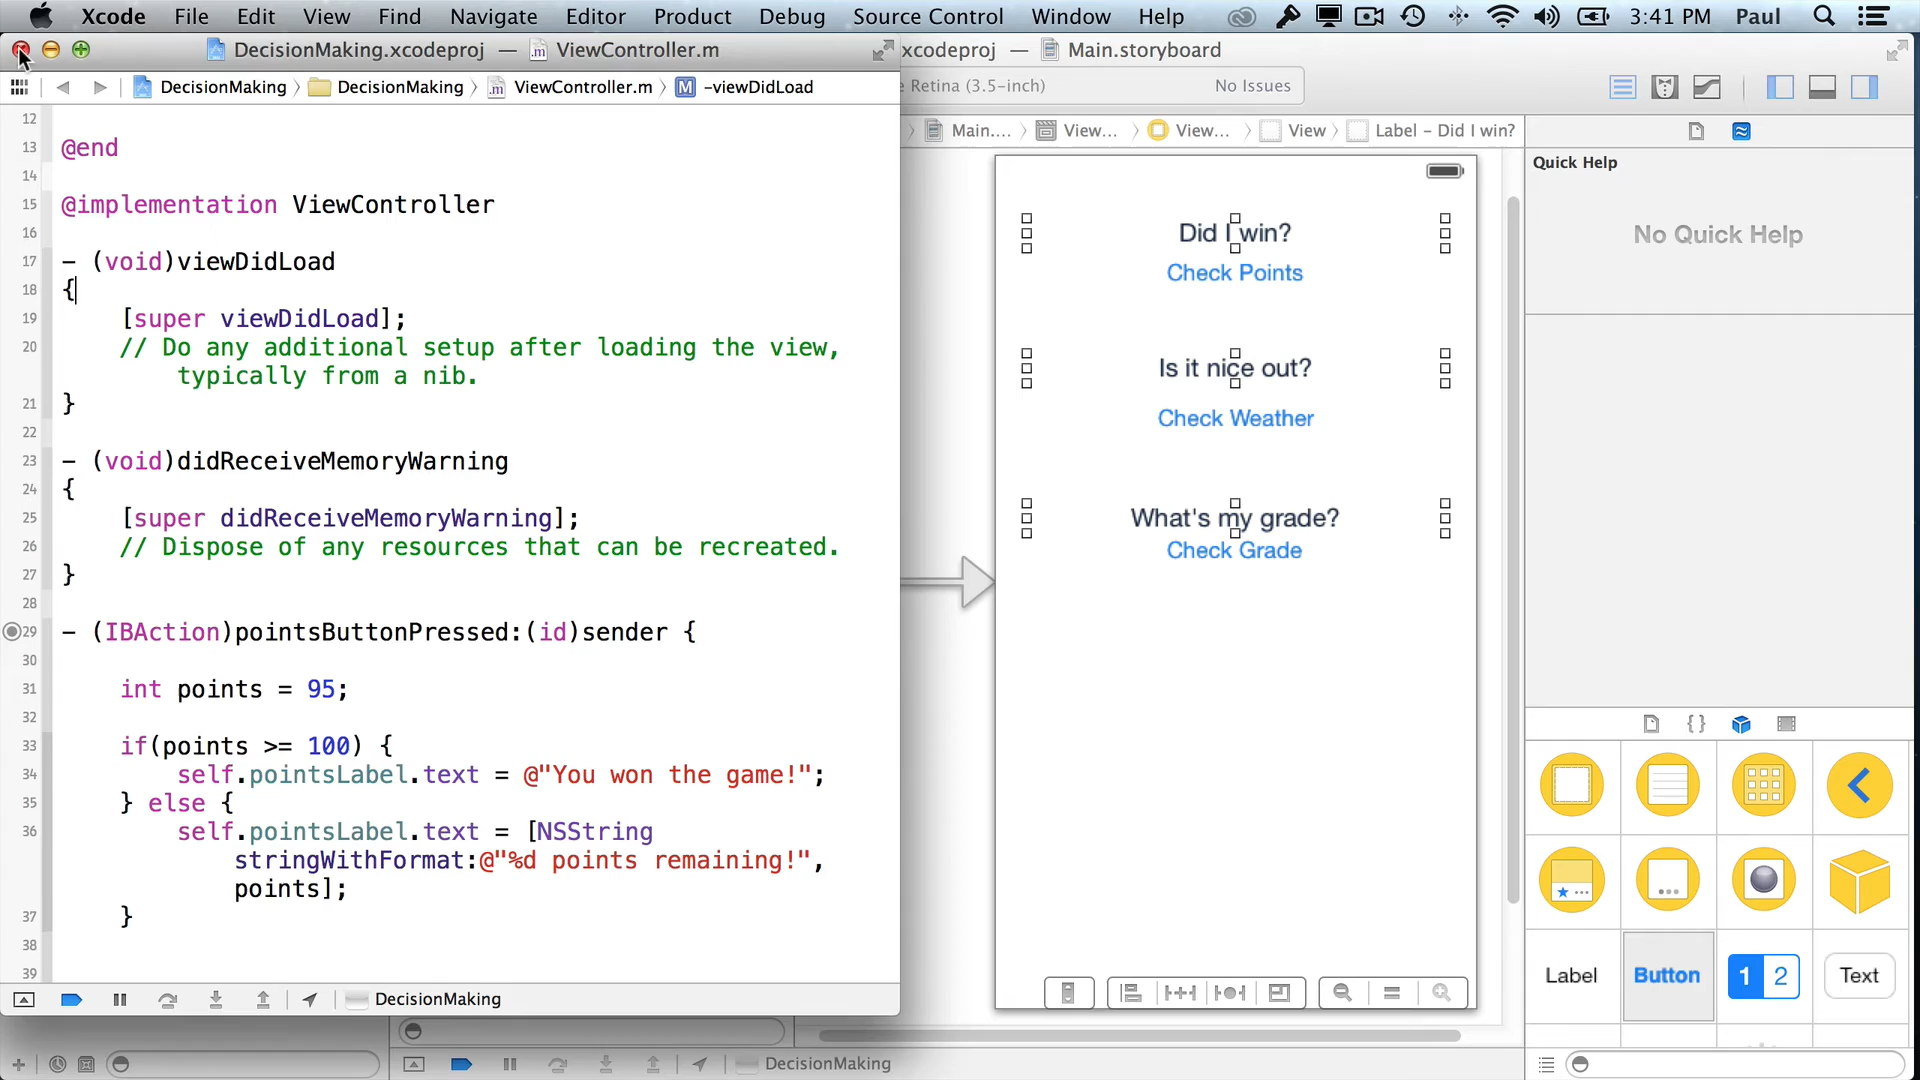 Xcode File Edit View Find Navigate Editor Product Debug Source Control Window Help 3:41 PM Paul
DecisionMaking.xcodeproj — ViewController.m
xcodeproj — Main.storyboard
Retina (3.5-inch) No Issues
DecisionMaking DecisionMaking ViewController.m M -viewDidLoad
Main.... View... View... View Label – Did I win?
12
13 @end
14
15 @implementation ViewController
16
17 – (void)viewDidLoad
18 {
19 [super viewDidLoad];
20 // Do any additional setup after loading the view,
typically from a nib.
21 }
22
23 – (void)didReceiveMemoryWarning
24 {
25 [super didReceiveMemoryWarning];
26 // Dispose of any resources that can be recreated.
27 }
28
29 – (IBAction)pointsButtonPressed:(id)sender {
30
31 int points = 95;
32
33 if(points >= 100) {
34 self.pointsLabel.text = @"You won the game!";
35 } else {
36 self.pointsLabel.text = [NSString
stringWithFormat:@"%d points remaining!",
points];
37 }
38
39
DecisionMaking
Did I win?
Check Points
Is it nice out?
Check Weather
What's my grade?
Check Grade
Quick Help
No Quick Help
{ }
Label Button 1 2 Text
DecisionMaking